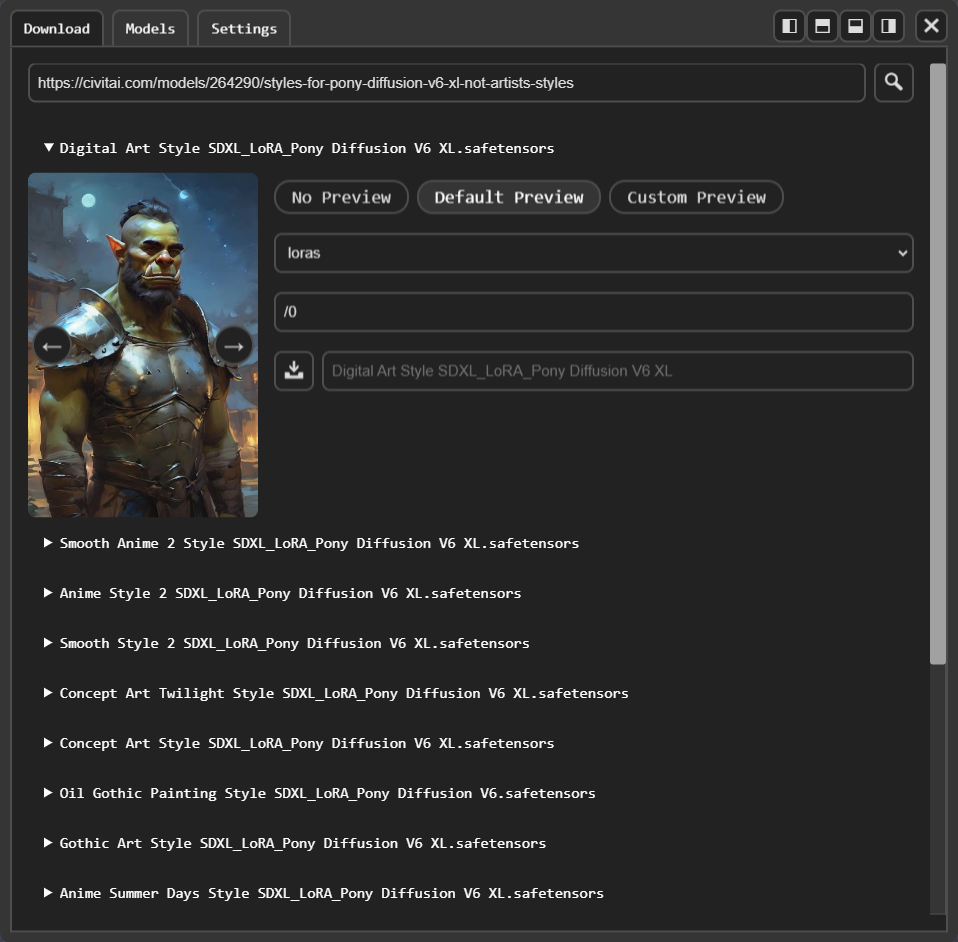 Download
Models
Settings
https://civitai.com/models/264290/styles-for-pony-diffusion-v6-xl-not-artists-styles
Digital Art Style SDXL_LoRA_Pony Diffusion V6 XL.safetensors
No Preview
Default Preview
Custom Preview
loras
/0
Digital Art Style SDXL_LoRA_Pony Diffusion V6 XL
Smooth Anime 2 Style SDXL_LoRA_Pony Diffusion V6 XL.safetensors
Anime Style 2 SDXL_LoRA_Pony Diffusion V6 XL.safetensors
Smooth Style 2 SDXL_LoRA_Pony Diffusion V6 XL.safetensors
Concept Art Twilight Style SDXL_LoRA_Pony Diffusion V6 XL.safetensors
Concept Art Style SDXL_LoRA_Pony Diffusion V6 XL.safetensors
Oil Gothic Painting Style SDXL_LoRA_Pony Diffusion V6.safetensors
Gothic Art Style SDXL_LoRA_Pony Diffusion V6 XL.safetensors
Anime Summer Days Style SDXL_LoRA_Pony Diffusion V6 XL.safetensors